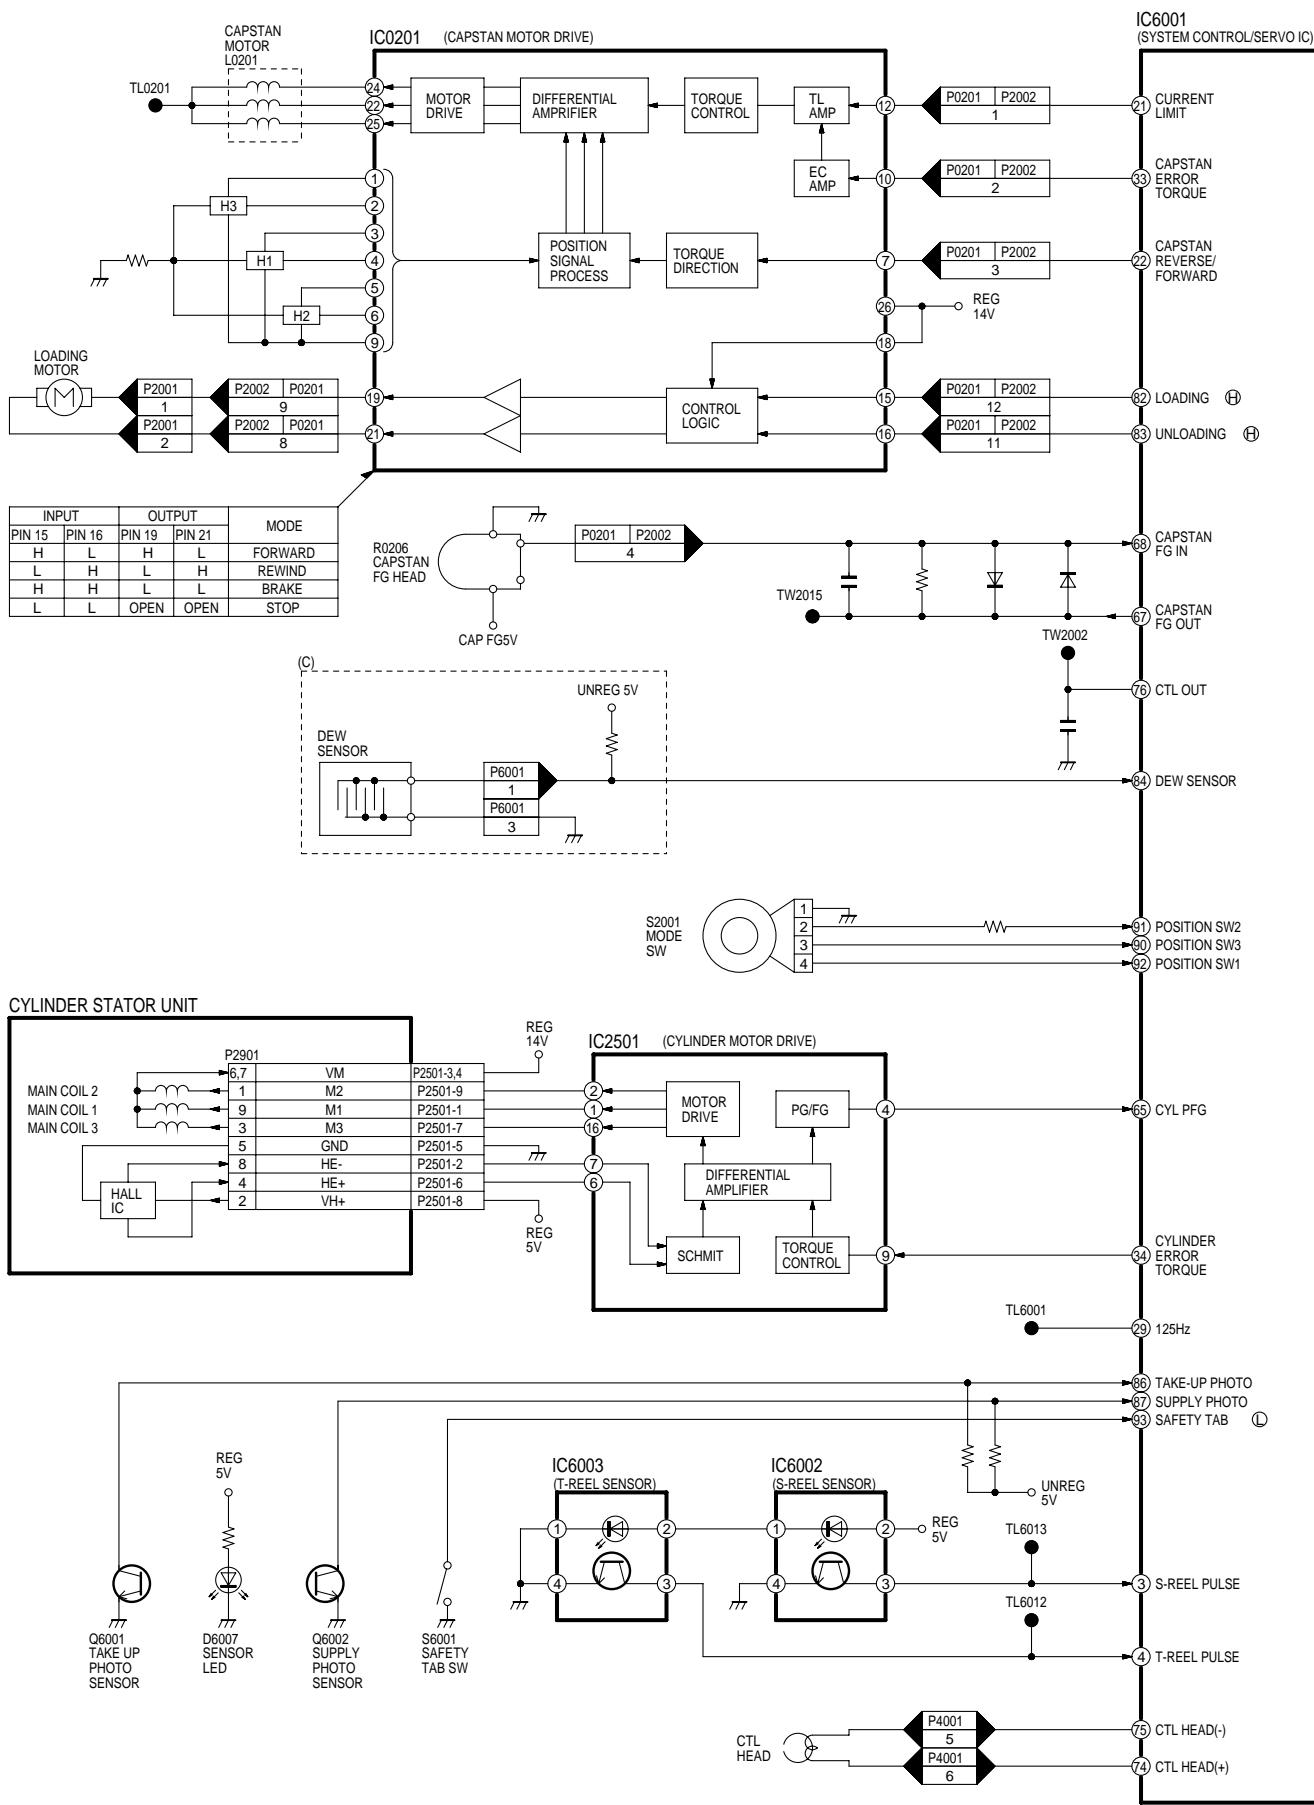 IC6001
(SYSTEM CONTROL/SERVO IC)
CAPSTAN
MOTOR
L0201
IC0201 (CAPSTAN MOTOR DRIVE)
TL0201
24
22
25
MOTOR
DRIVE
DIFFERENTIAL
AMPRIFIER
TORQUE
CONTROL
TL
AMP
12
P0201 P2002
1
21
CURRENT
LIMIT
EC
AMP
10
P0201 P2002
2
33
CAPSTAN
ERROR
TORQUE
1
H3
2
3
H1
4
5
H2
6
9
POSITION
SIGNAL
PROCESS
TORQUE
DIRECTION
7
P0201 P2002
3
22
CAPSTAN
REVERSE/
FORWARD
26
REG
14V
18
LOADING
MOTOR
M
P2001
1
P2002 P0201
9
19
P2001
2
P2002 P0201
8
21
CONTROL
LOGIC
15
P0201 P2002
12
82 LOADING H
16
P0201 P2002
11
83 UNLOADING H
INPUT OUTPUT MODE
PIN 15 PIN 16 PIN 19 PIN 21
H L H L FORWARD
L H L H REWIND
H H L L BRAKE
L L OPEN OPEN STOP
R0206
CAPSTAN
FG HEAD
CAP FG5V
P0201 P2002
4
68
CAPSTAN
FG IN
TW2015
67
CAPSTAN
FG OUT
TW2002
76 CTL OUT
(C)
UNREG 5V
DEW
SENSOR
P6001
1
P6001
3
84 DEW SENSOR
S2001
MODE
SW
1
2
3
4
91 POSITION SW2
90 POSITION SW3
92 POSITION SW1
CYLINDER STATOR UNIT
P2901
6,7 VM P2501-3,4
MAIN COIL 2 1 M2 P2501-9
MAIN COIL 1 9 M1 P2501-1
MAIN COIL 3 3 M3 P2501-7
5 GND P2501-5
8 HE- P2501-2
4 HE+ P2501-6
2 VH+ P2501-8
HALL
IC
REG
14V
REG
5V
IC2501 (CYLINDER MOTOR DRIVE)
2
1
16
7
6
MOTOR
DRIVE
PG/FG
4
65 CYL PFG
DIFFERENTIAL
AMPLIFIER
SCHMIT
TORQUE
CONTROL
9
34
CYLINDER
ERROR
TORQUE
TL6001
29 125Hz
86 TAKE-UP PHOTO
87 SUPPLY PHOTO
93 SAFETY TAB L
REG
5V
UNREG
5V
IC6003
(T-REEL SENSOR)
1
2
4
3
IC6002
(S-REEL SENSOR)
1
2
4
3
REG
5V
TL6013
3 S-REEL PULSE
TL6012
4 T-REEL PULSE
Q6001
TAKE UP
PHOTO
SENSOR
D6007
SENSOR
LED
Q6002
SUPPLY
PHOTO
SENSOR
S6001
SAFETY
TAB SW
CTL
HEAD
P4001
5
75 CTL HEAD(-)
P4001
6
74 CTL HEAD(+)